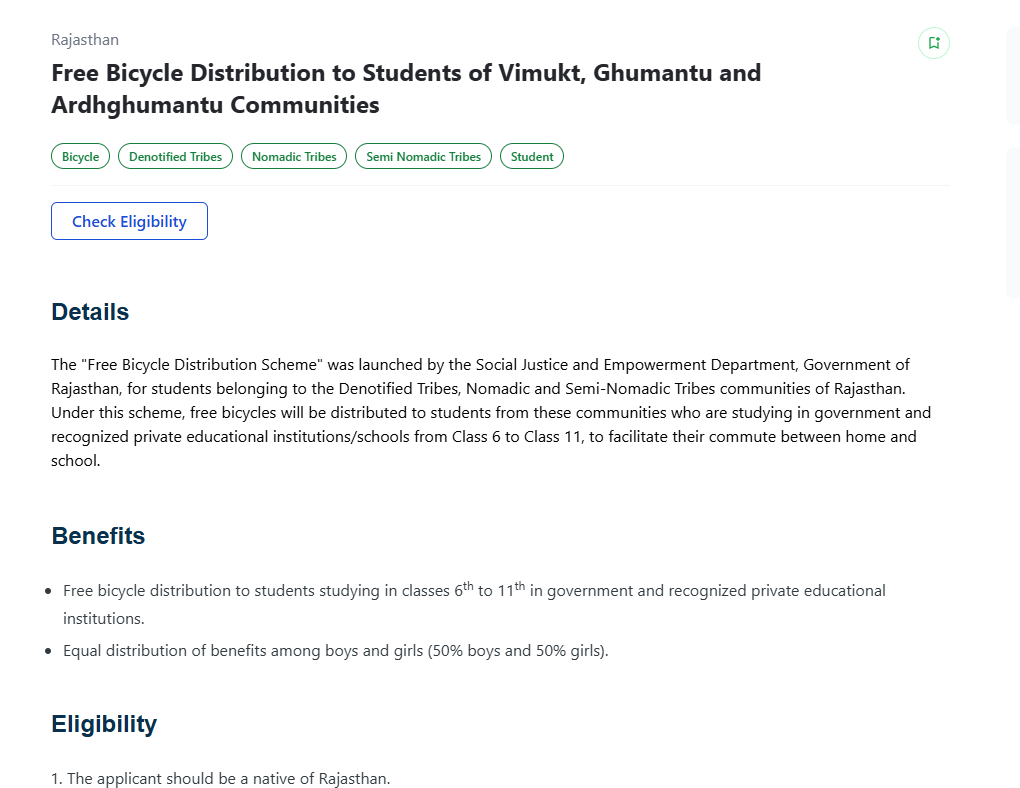 Rajasthan
Free Bicycle Distribution to Students of Vimukt, Ghumantu and
Ardhghumantu Communities
Bicycle Denotified Tribes Nomadic Tribes Semi Nomadic Tribes Student
Check Eligibility
Details
The "Free Bicycle Distribution Scheme" was launched by the Social Justice and Empowerment Department, Government of
Rajasthan, for students belonging to the Denotified Tribes, Nomadic and Semi-Nomadic Tribes communities of Rajasthan.
Under this scheme, free bicycles will be distributed to students from these communities who are studying in government and
recognized private educational institutions/schools from Class 6 to Class 11, to facilitate their commute between home and
school.
Benefits
• Free bicycle distribution to students studying in classes 6th to 11th in government and recognized private educational
institutions.
• Equal distribution of benefits among boys and girls (50% boys and 50% girls).
Eligibility
1. The applicant should be a native of Rajasthan.